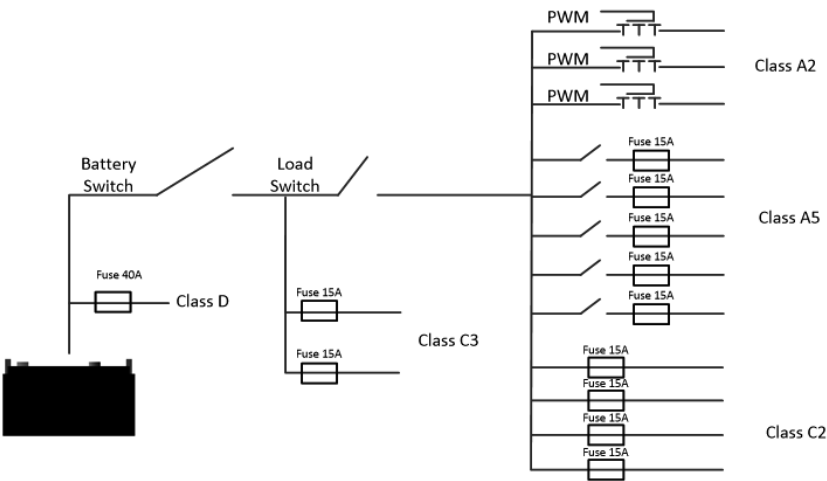 PWM
PWM
Class A2
PWM
Fuse 15A
Battery
Switch
Load
Switch
Fuse 15A
Class A5
Fuse 15A
Fuse 15A
Fuse 15A
Fuse 40A
Class D
Fuse 15A
Class C3
Fuse 15A
Fuse 15A
Fuse 15A
Fuse 15A
Class C2
Fuse 15A